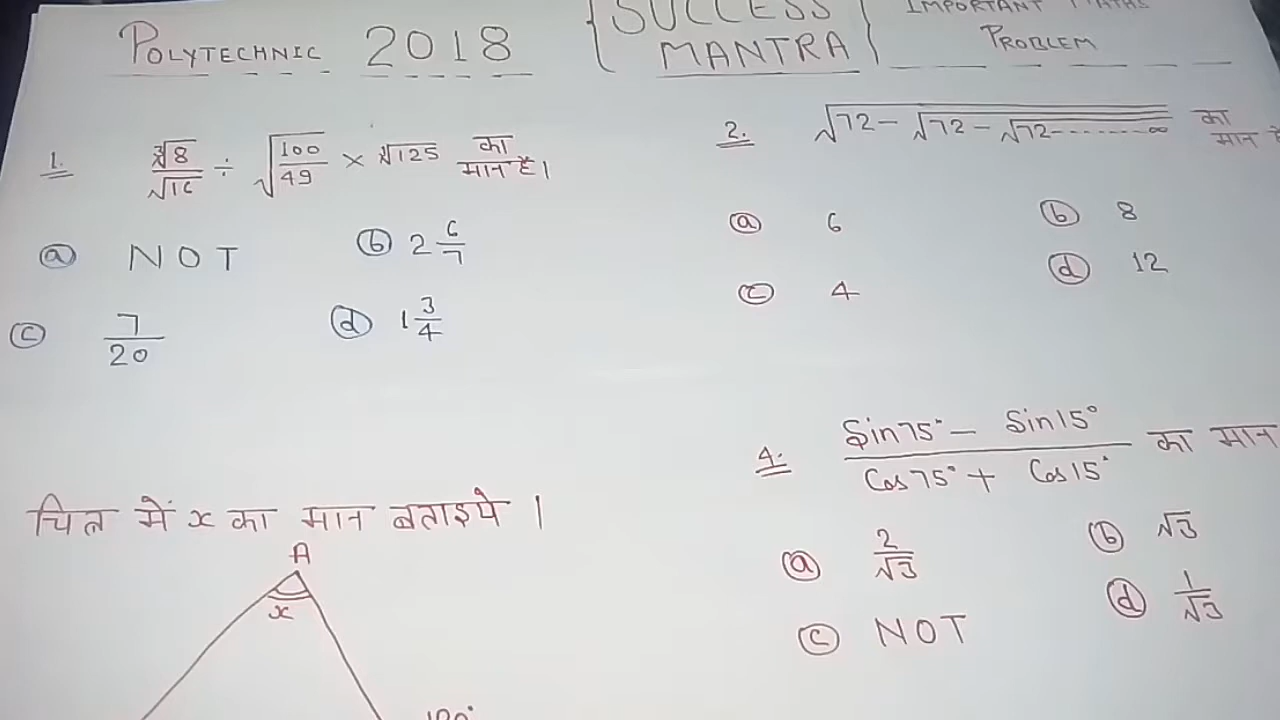 POLYTECHNIC 2018
{ SUCCESS MANTRA }
IMPORTANT MATHS
PROBLEM
1. ∛8/√16 ÷ √(100/49) × ∛125 का मान है।
(a) NOT (b) 2 6/7
(c) 7/20 (d) 1 3/4
2. √72-√72-√72--------∞ का मान है
(a) 6 (b) 8
(c) 4 (d) 12
चित्र में x का मान बताइये।
A
x
120°
4. (Sin75° - Sin15°)/(Cos75° + Cos15°) का मान
(a) 2/√3 (b) √3
(c) NOT (d) 1/√3